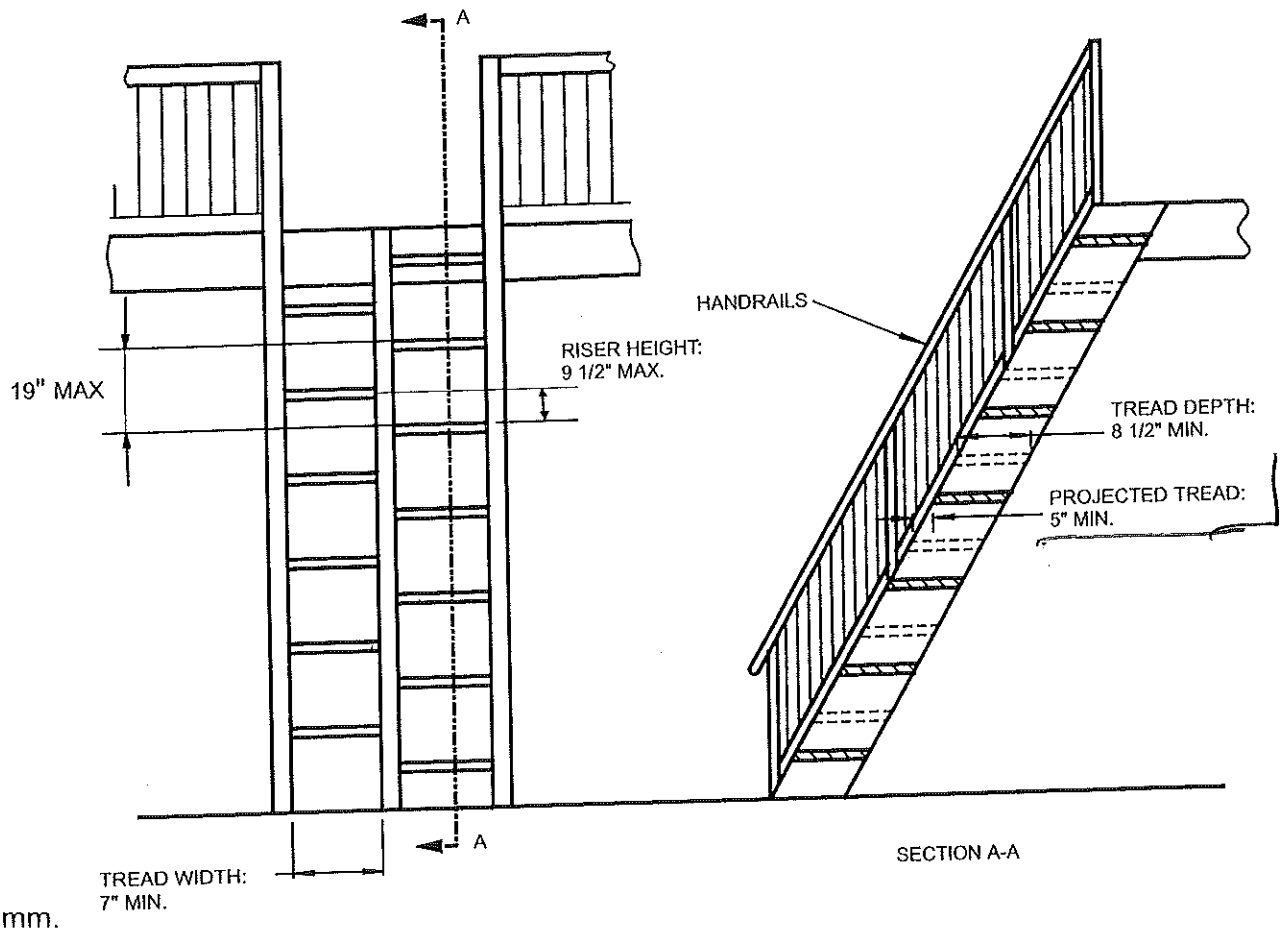 A
HANDRAILS
19" MAX
RISER HEIGHT:
9 1/2" MAX.
TREAD DEPTH:
8 1/2" MIN.
PROJECTED TREAD:
5" MIN.
A
SECTION A-A
TREAD WIDTH:
7" MIN.
mm.